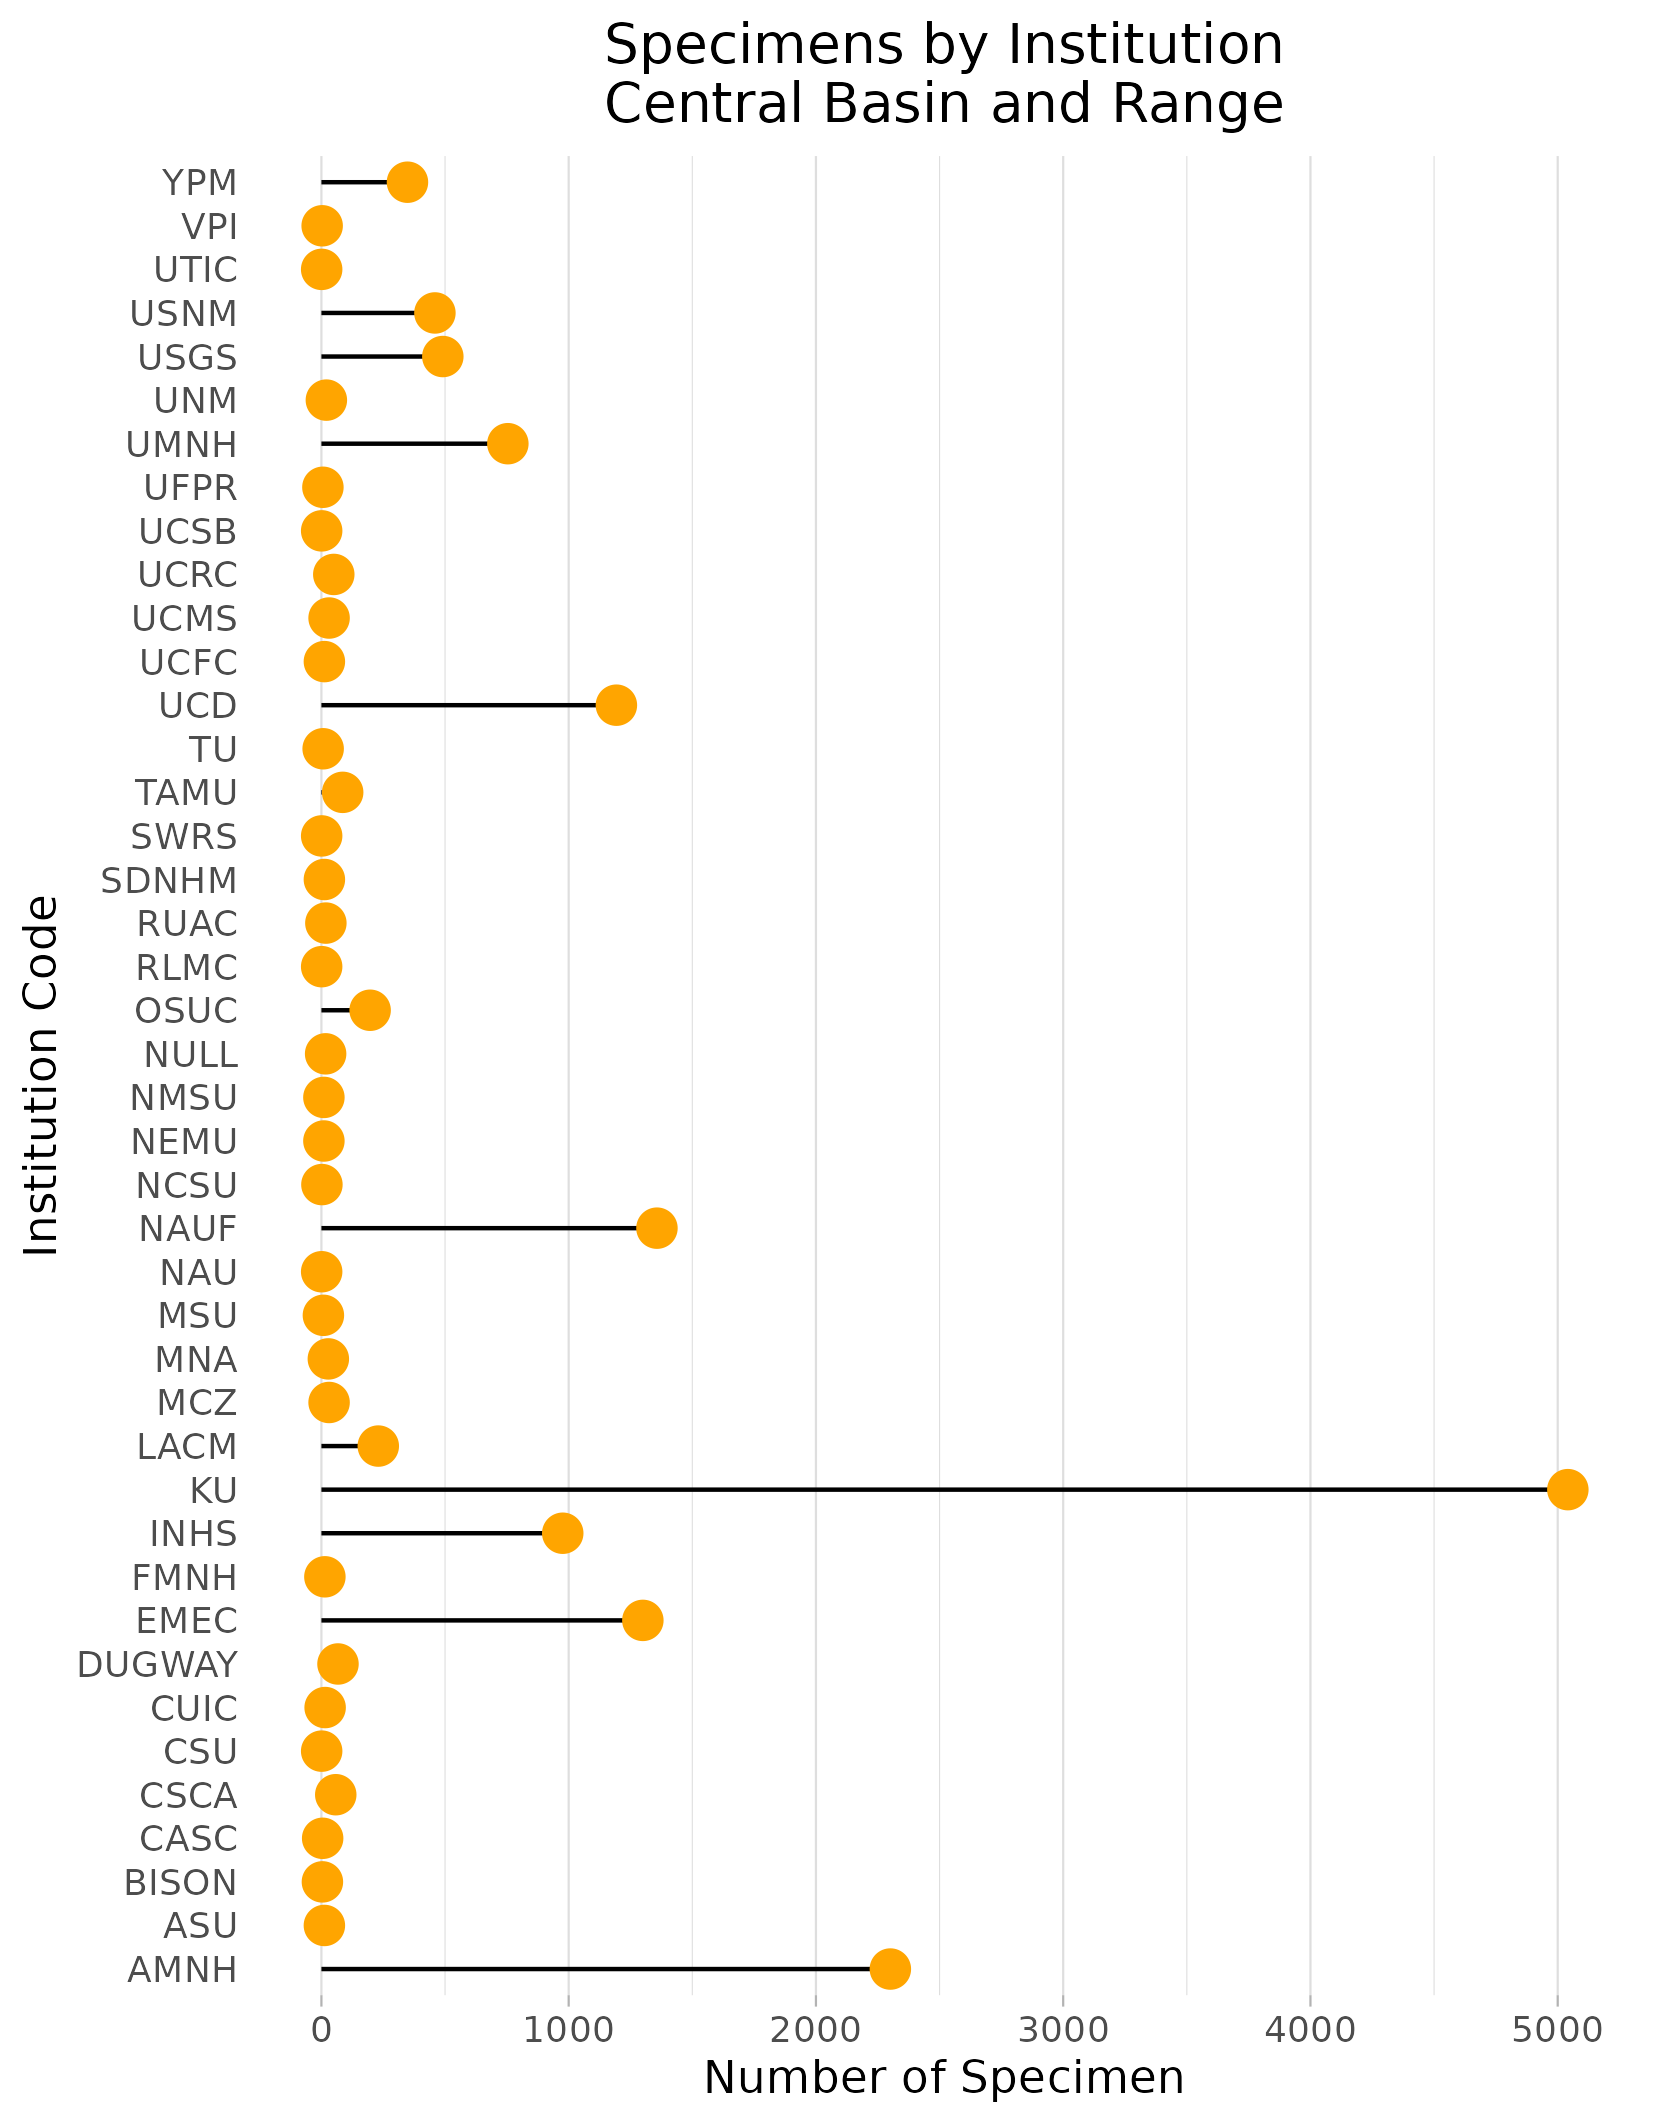 Specimens by Institution
Central Basin and Range
YPM
VPI
UTIC
USNM
USGS
UNM
UMNH
UFPR
UCSB
UCRC
UCMS
UCFC
UCD
TU
TAMU
SWRS
SDNHM
RUAC
RLMC
OSUC
NULL
NMSU
NEMU
NCSU
NAUF
NAU
MSU
MNA
MCZ
LACM
KU
INHS
FMNH
EMEC
DUGWAY
CUIC
CSU
CSCA
CASC
BISON
ASU
AMNH
Institution Code
0 1000 2000 3000 4000 5000
Number of Specimen